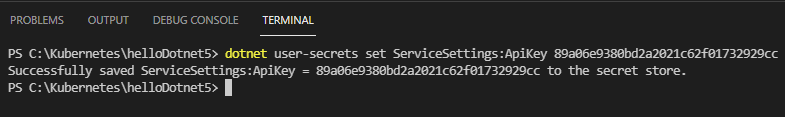 PROBLEMS OUTPUT DEBUG CONSOLE TERMINAL
PS C:\Kubernetes\helloDotnet5> dotnet user-secrets set ServiceSettings:ApiKey 89a06e9380bd2a2021c62f01732929cc
Successfully saved ServiceSettings:ApiKey = 89a06e9380bd2a2021c62f01732929cc to the secret store.
PS C:\Kubernetes\helloDotnet5>